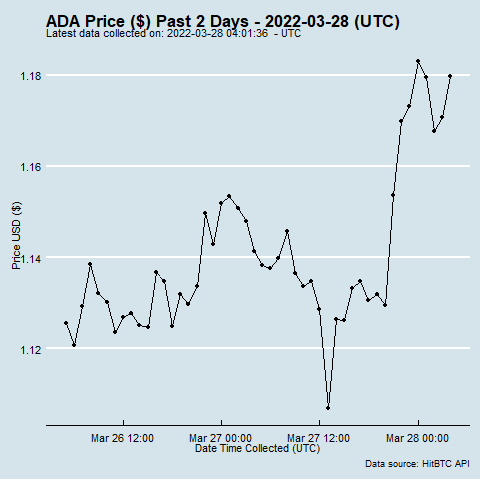 ADA Price ($) Past 2 Days - 2022-03-28 (UTC)
Latest data collected on: 2022-03-28 04:01:36  - UTC
1.18
1.16
1.14
1.12
Price USD ($)
Mar 26 12:00
Mar 27 00:00
Mar 27 12:00
Mar 28 00:00
Date Time Collected (UTC)
Data source: HitBTC API